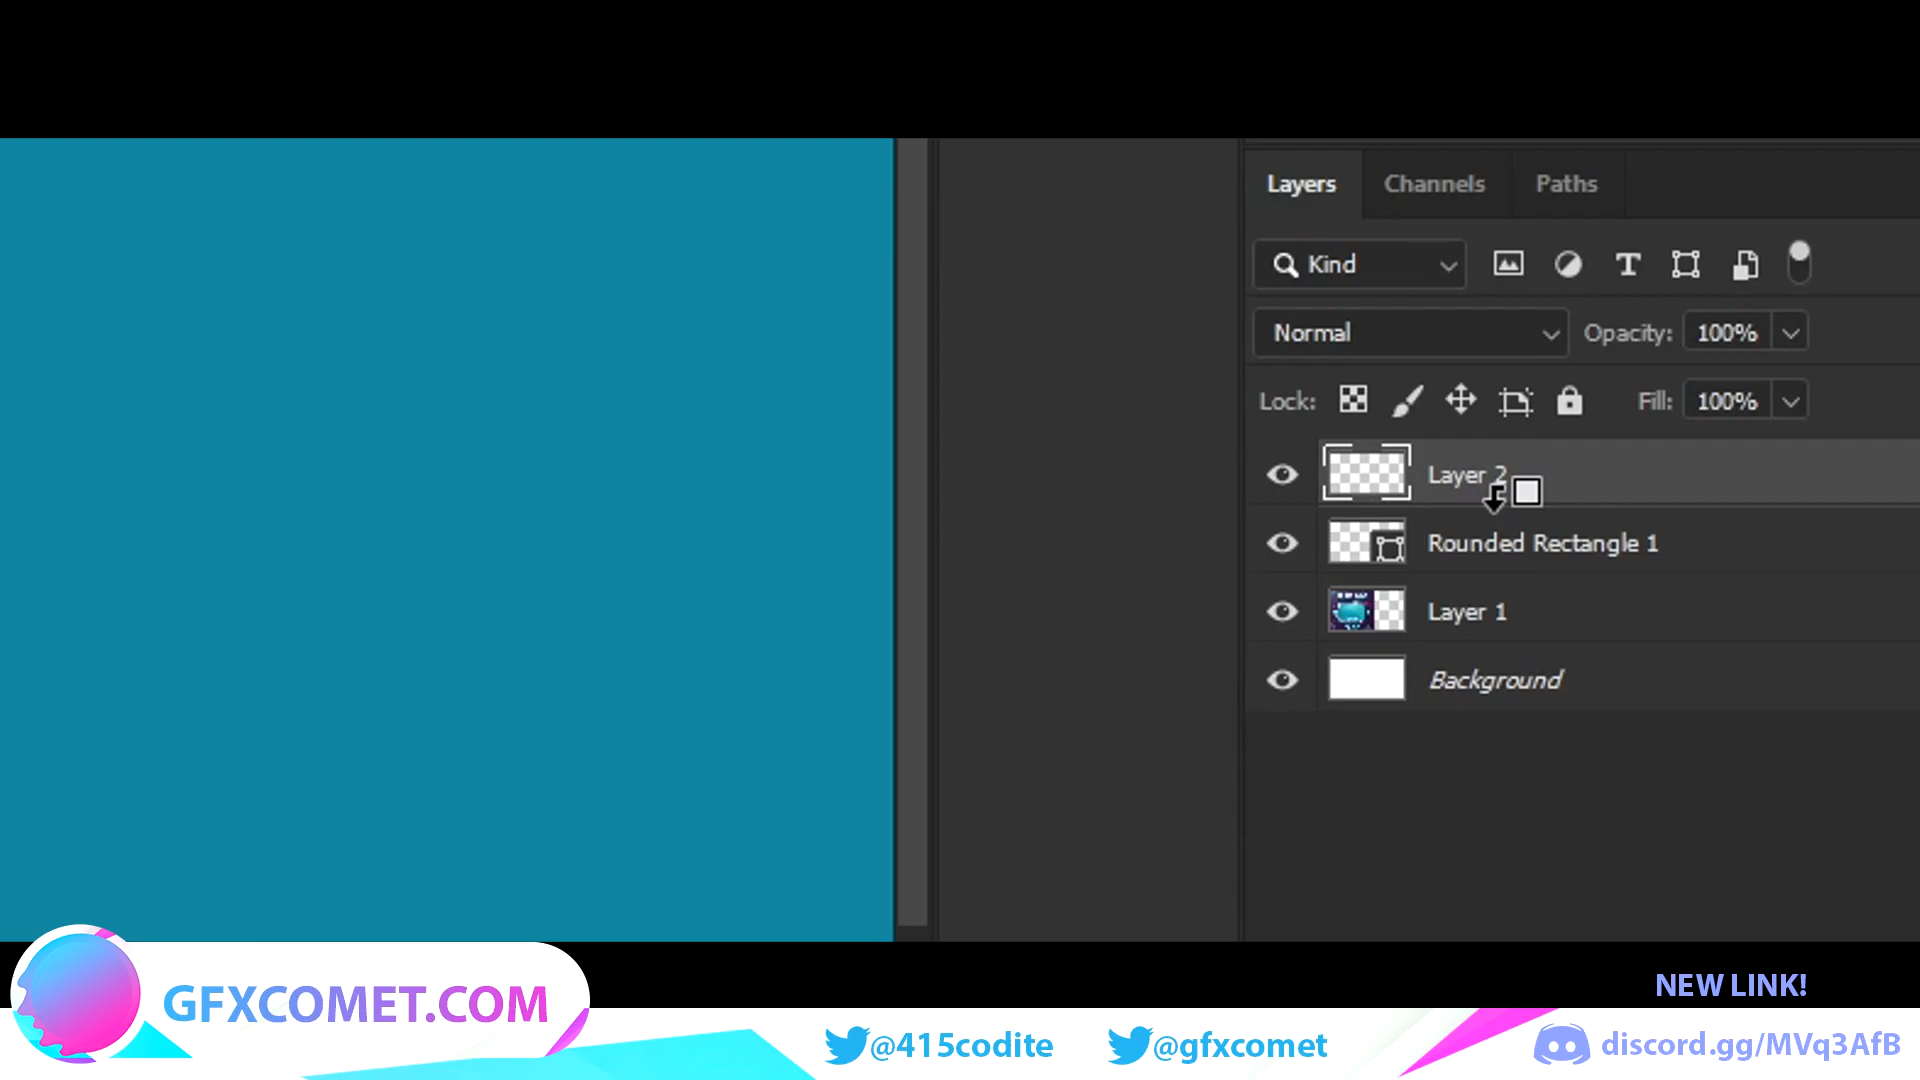 Layers Channels Paths
Kind
Normal Opacity: 100%
Lock: Fill: 100%
Layer 2
Rounded Rectangle 1
Layer 1
Background
NEW LINK!
GFXCOMET.COM
@415codite @gfxcomet discord.gg/MVq3AfB